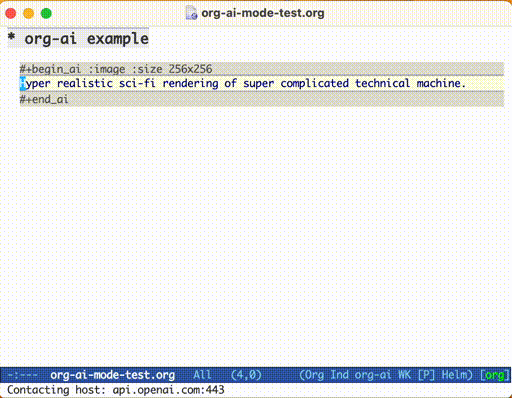 org-ai-mode-test.org
* org-ai example
#+begin_ai :image :size 256x256
Hyper realistic sci-fi rendering of super complicated technical machine.
#+end_ai
-:--- org-ai-mode-test.org All (4,0) (Org Ind org-ai WK [P] Helm) [org]
Contacting host: api.openai.com:443